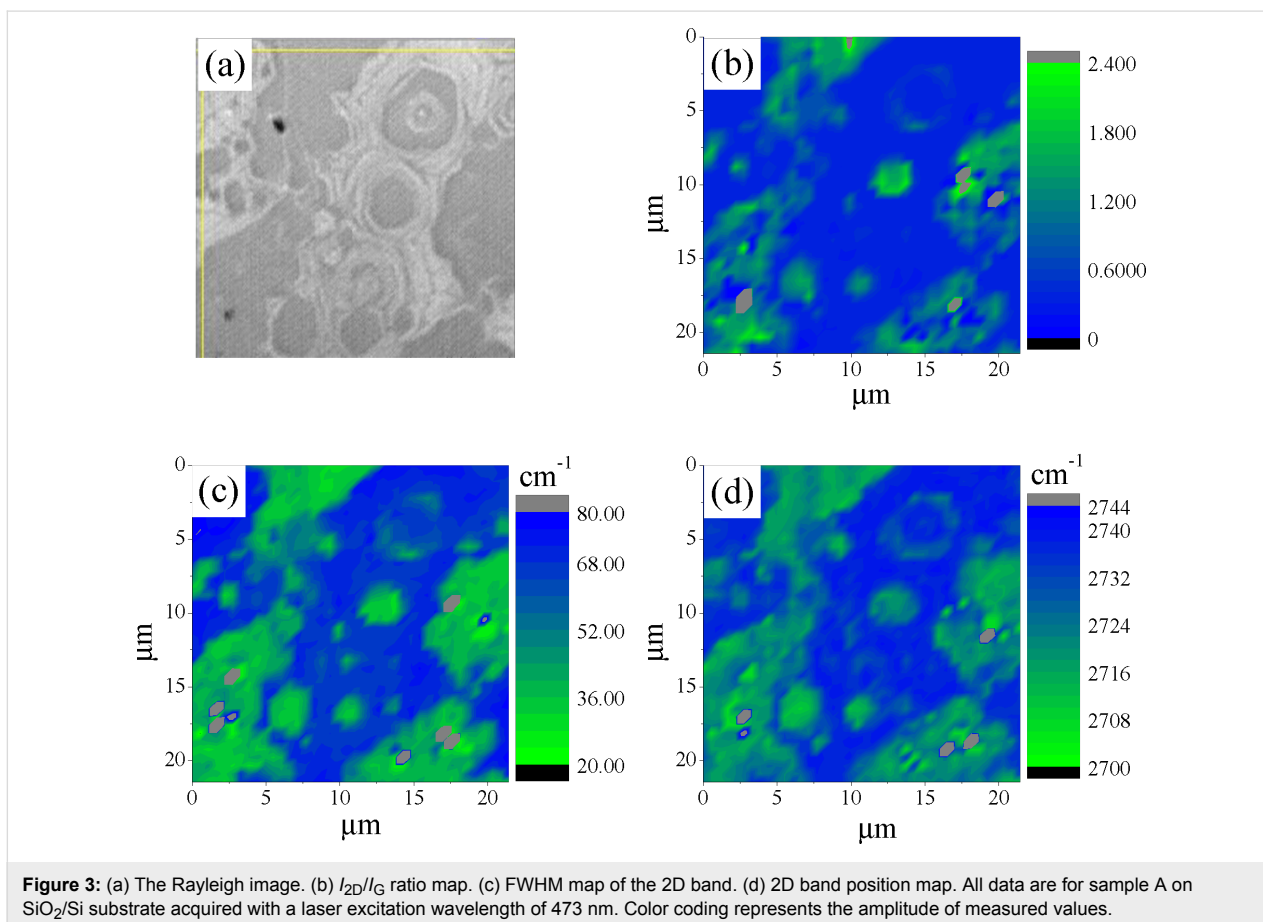 (a)
(b)
0
5
10
15
20
µm
0 5 10 15 20
µm
2.400
1.800
1.200
0.6000
0
(c)
0
5
10
15
20
µm
0 5 10 15 20
µm
cm-1
80.00
68.00
52.00
36.00
20.00
(d)
0
5
10
15
20
µm
0 5 10 15 20
µm
cm-1
2744
2740
2732
2724
2716
2708
2700
Figure 3: (a) The Rayleigh image. (b) I2D/IG ratio map. (c) FWHM map of the 2D band. (d) 2D band position map. All data are for sample A on
SiO2/Si substrate acquired with a laser excitation wavelength of 473 nm. Color coding represents the amplitude of measured values.